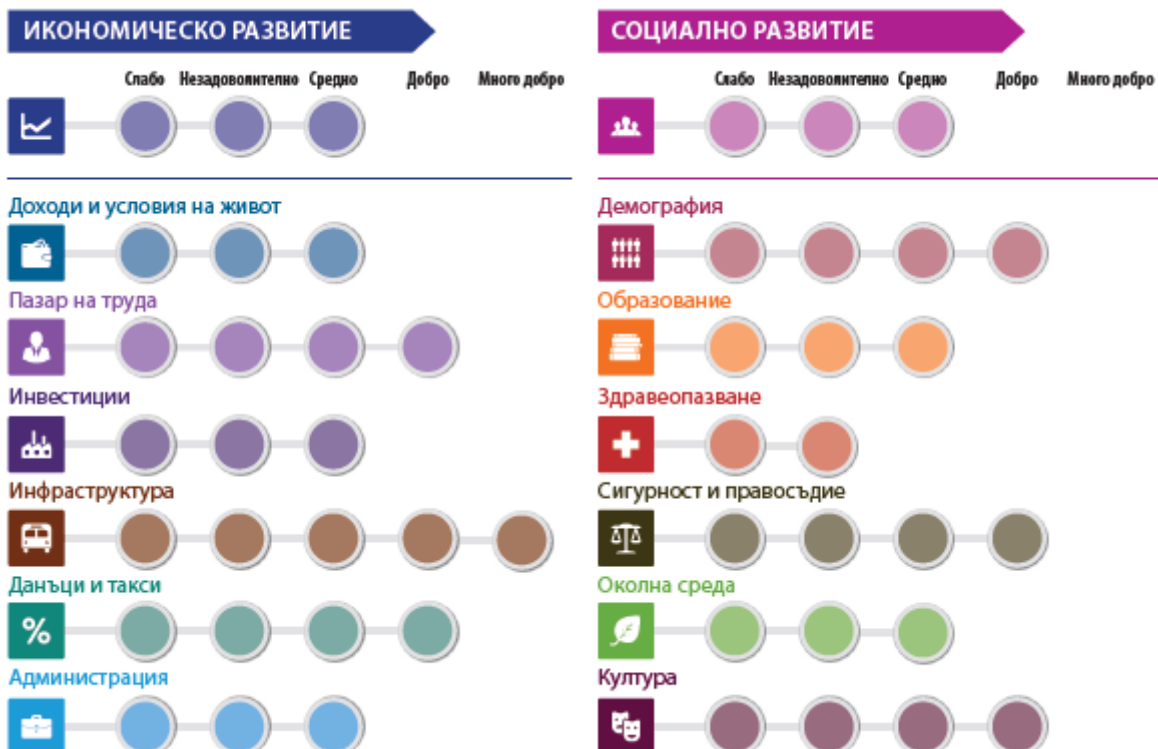 ИКОНОМИЧЕСКО РАЗВИТИЕ
Слабо Незадоволително Средно Добро Много добро
Доходи и условия на живот
Пазар на труда
Инвестиции
Инфраструктура
Данъци и такси
%
Администрация
СОЦИАЛНО РАЗВИТИЕ
Слабо Незадоволително Средно Добро Много добро
Демография
Образование
Здравеопазване
Сигурност и правосъдие
Околна среда
Култура